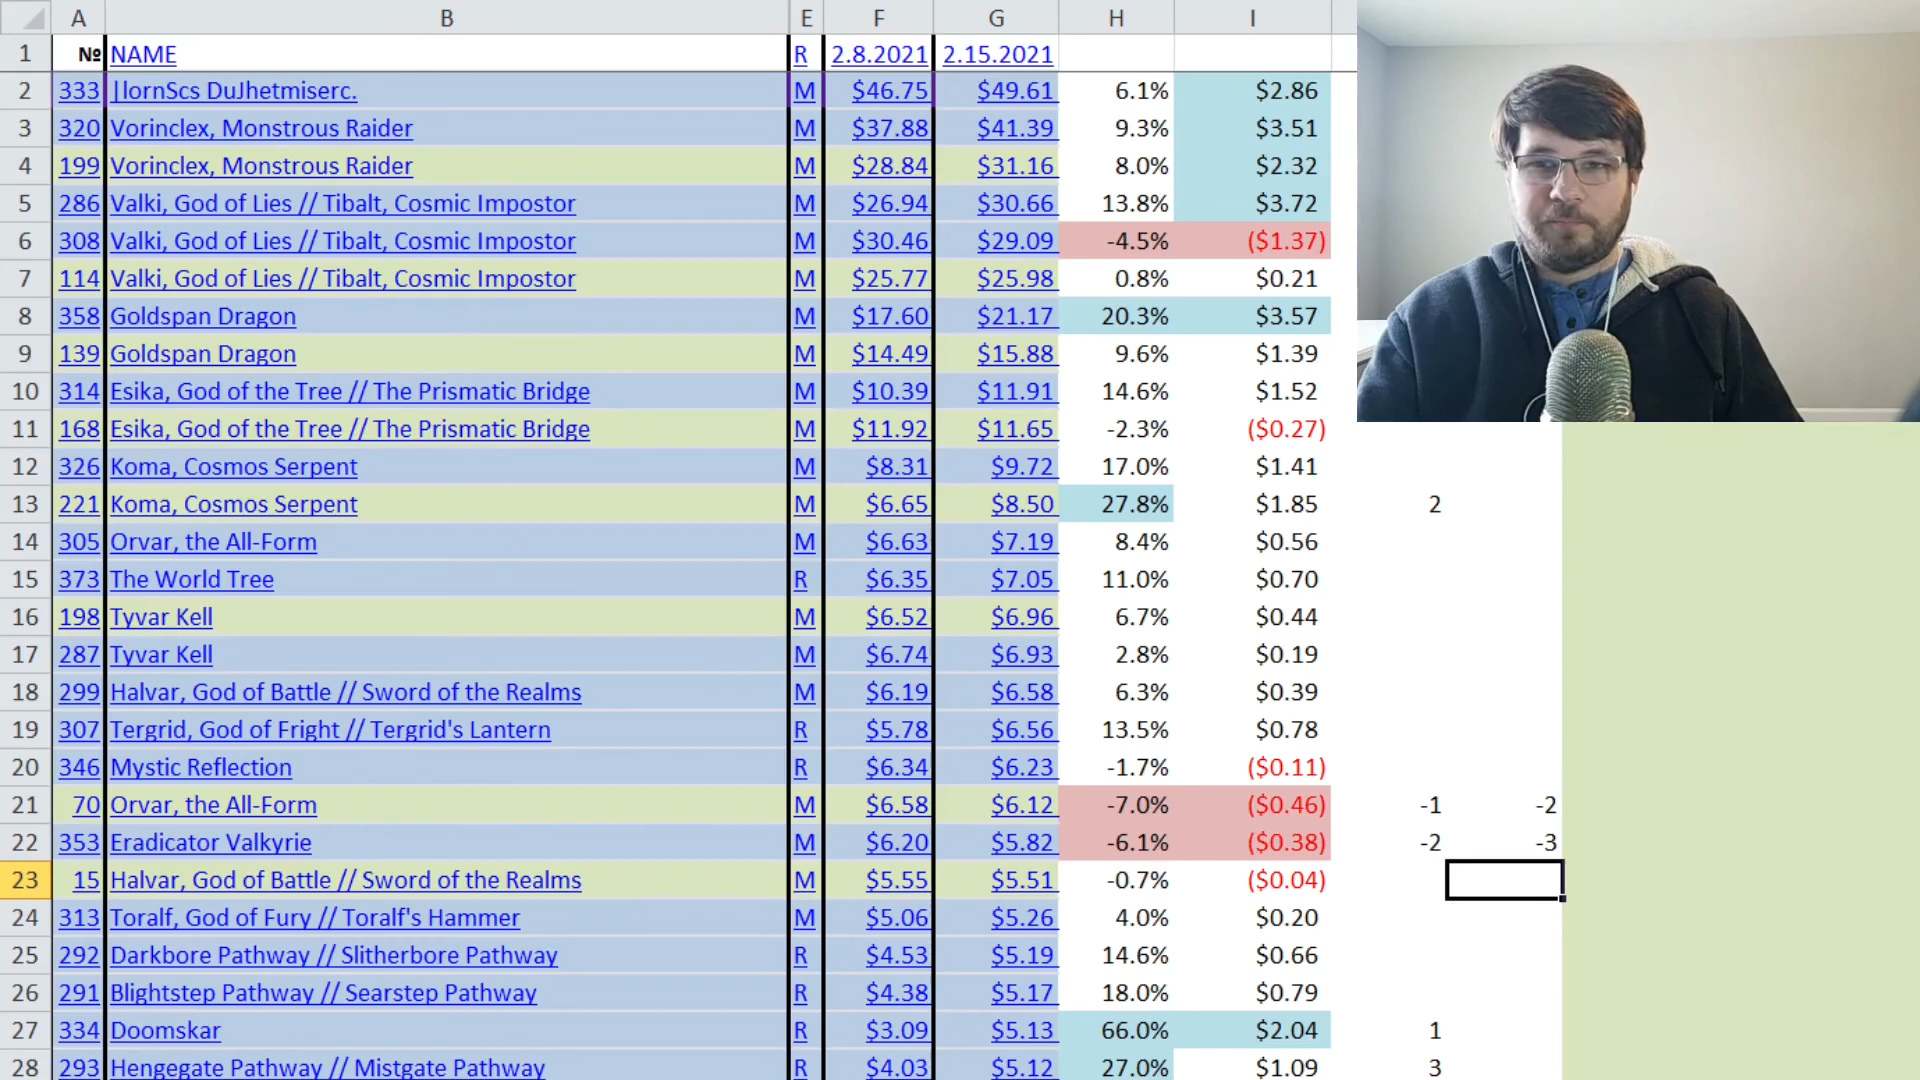 A B E F G H I
1 № NAME R 2.8.2021 2.15.2021
2 333 |lornScs DuJhetmiserc. M $46.75 $49.61 6.1% $2.86
3 320 Vorinclex, Monstrous Raider M $37.88 $41.39 9.3% $3.51
4 199 Vorinclex, Monstrous Raider M $28.84 $31.16 8.0% $2.32
5 286 Valki, God of Lies // Tibalt, Cosmic Impostor M $26.94 $30.66 13.8% $3.72
6 308 Valki, God of Lies // Tibalt, Cosmic Impostor M $30.46 $29.09 -4.5% ($1.37)
7 114 Valki, God of Lies // Tibalt, Cosmic Impostor M $25.77 $25.98 0.8% $0.21
8 358 Goldspan Dragon M $17.60 $21.17 20.3% $3.57
9 139 Goldspan Dragon M $14.49 $15.88 9.6% $1.39
10 314 Esika, God of the Tree // The Prismatic Bridge M $10.39 $11.91 14.6% $1.52
11 168 Esika, God of the Tree // The Prismatic Bridge M $11.92 $11.65 -2.3% ($0.27)
12 326 Koma, Cosmos Serpent M $8.31 $9.72 17.0% $1.41
13 221 Koma, Cosmos Serpent M $6.65 $8.50 27.8% $1.85 2
14 305 Orvar, the All-Form M $6.63 $7.19 8.4% $0.56
15 373 The World Tree R $6.35 $7.05 11.0% $0.70
16 198 Tyvar Kell M $6.52 $6.96 6.7% $0.44
17 287 Tyvar Kell M $6.74 $6.93 2.8% $0.19
18 299 Halvar, God of Battle // Sword of the Realms M $6.19 $6.58 6.3% $0.39
19 307 Tergrid, God of Fright // Tergrid's Lantern R $5.78 $6.56 13.5% $0.78
20 346 Mystic Reflection R $6.34 $6.23 -1.7% ($0.11)
21 70 Orvar, the All-Form M $6.58 $6.12 -7.0% ($0.46) -1 -2
22 353 Eradicator Valkyrie M $6.20 $5.82 -6.1% ($0.38) -2 -3
23 15 Halvar, God of Battle // Sword of the Realms M $5.55 $5.51 -0.7% ($0.04)
24 313 Toralf, God of Fury // Toralf's Hammer M $5.06 $5.26 4.0% $0.20
25 292 Darkbore Pathway // Slitherbore Pathway R $4.53 $5.19 14.6% $0.66
26 291 Blightstep Pathway // Searstep Pathway R $4.38 $5.17 18.0% $0.79
27 334 Doomskar R $3.09 $5.13 66.0% $2.04 1
28 293 Hengegate Pathway // Mistgate Pathway R $4.03 $5.12 27.0% $1.09 3